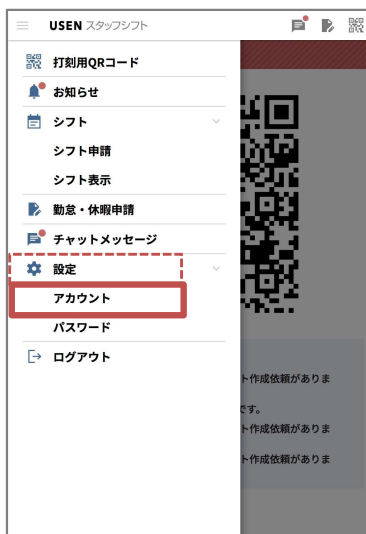 USEN スタッフシフト
打刻用QRコード
お知らせ
シフト
シフト申請
シフト表示
勤怠・休暇申請
チャットメッセージ
設定
アカウント
パスワード
ログアウト
ト作成依頼がありま
です。
ト作成依頼がありま
ト作成依頼がありま